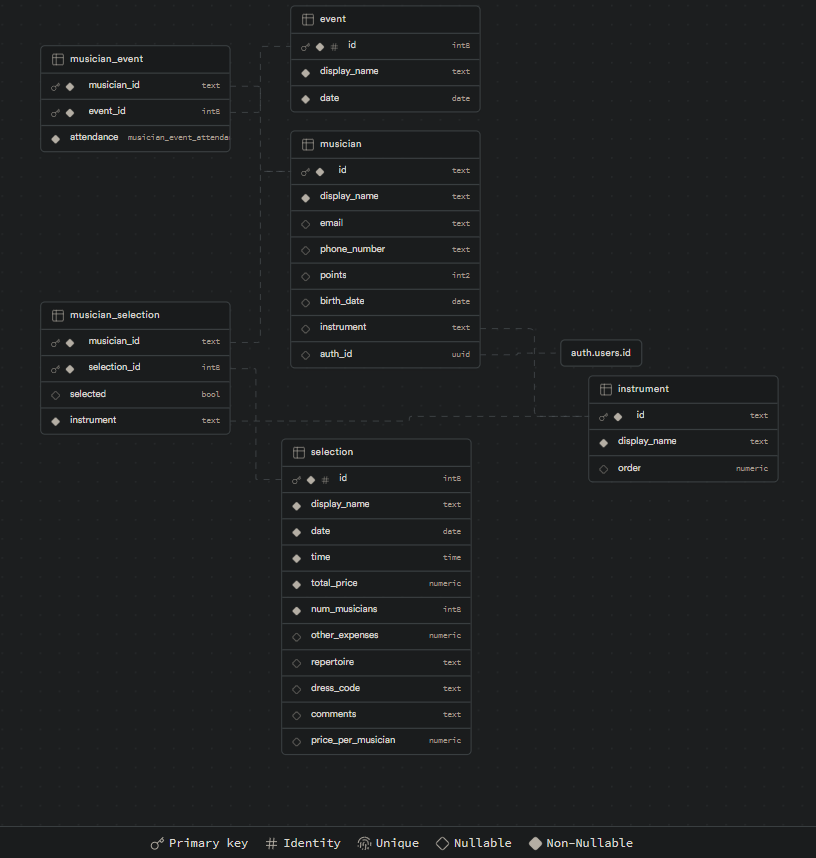 event
id int8
display_name text
date date
musician_event
musician_id text
event_id int8
attendance musician_event_attenda
musician
id text
display_name text
email text
phone_number text
points int2
birth_date date
instrument text
auth_id uuid
musician_selection
musician_id text
selection_id int8
selected bool
instrument text
auth.users.id
instrument
id text
display_name text
order numeric
selection
id int8
display_name text
date date
time time
total_price numeric
num_musicians int8
other_expenses numeric
repertoire text
dress_code text
comments text
price_per_musician numeric
Primary key # Identity Unique Nullable Non-Nullable